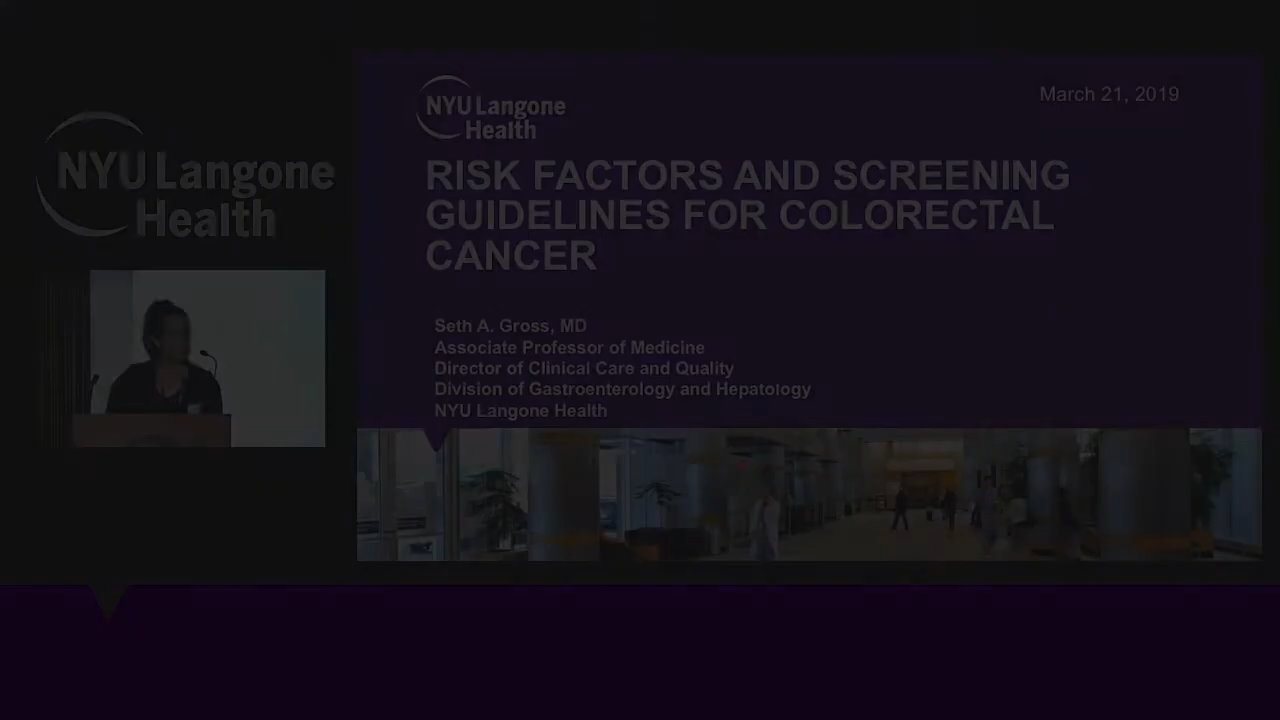 NYU Langone
Health
NYU Langone
Health
March 21, 2019
RISK FACTORS AND SCREENING
GUIDELINES FOR COLORECTAL
CANCER
Seth A. Gross, MD
Associate Professor of Medicine
Director of Clinical Care and Quality
Division of Gastroenterology and Hepatology
NYU Langone Health